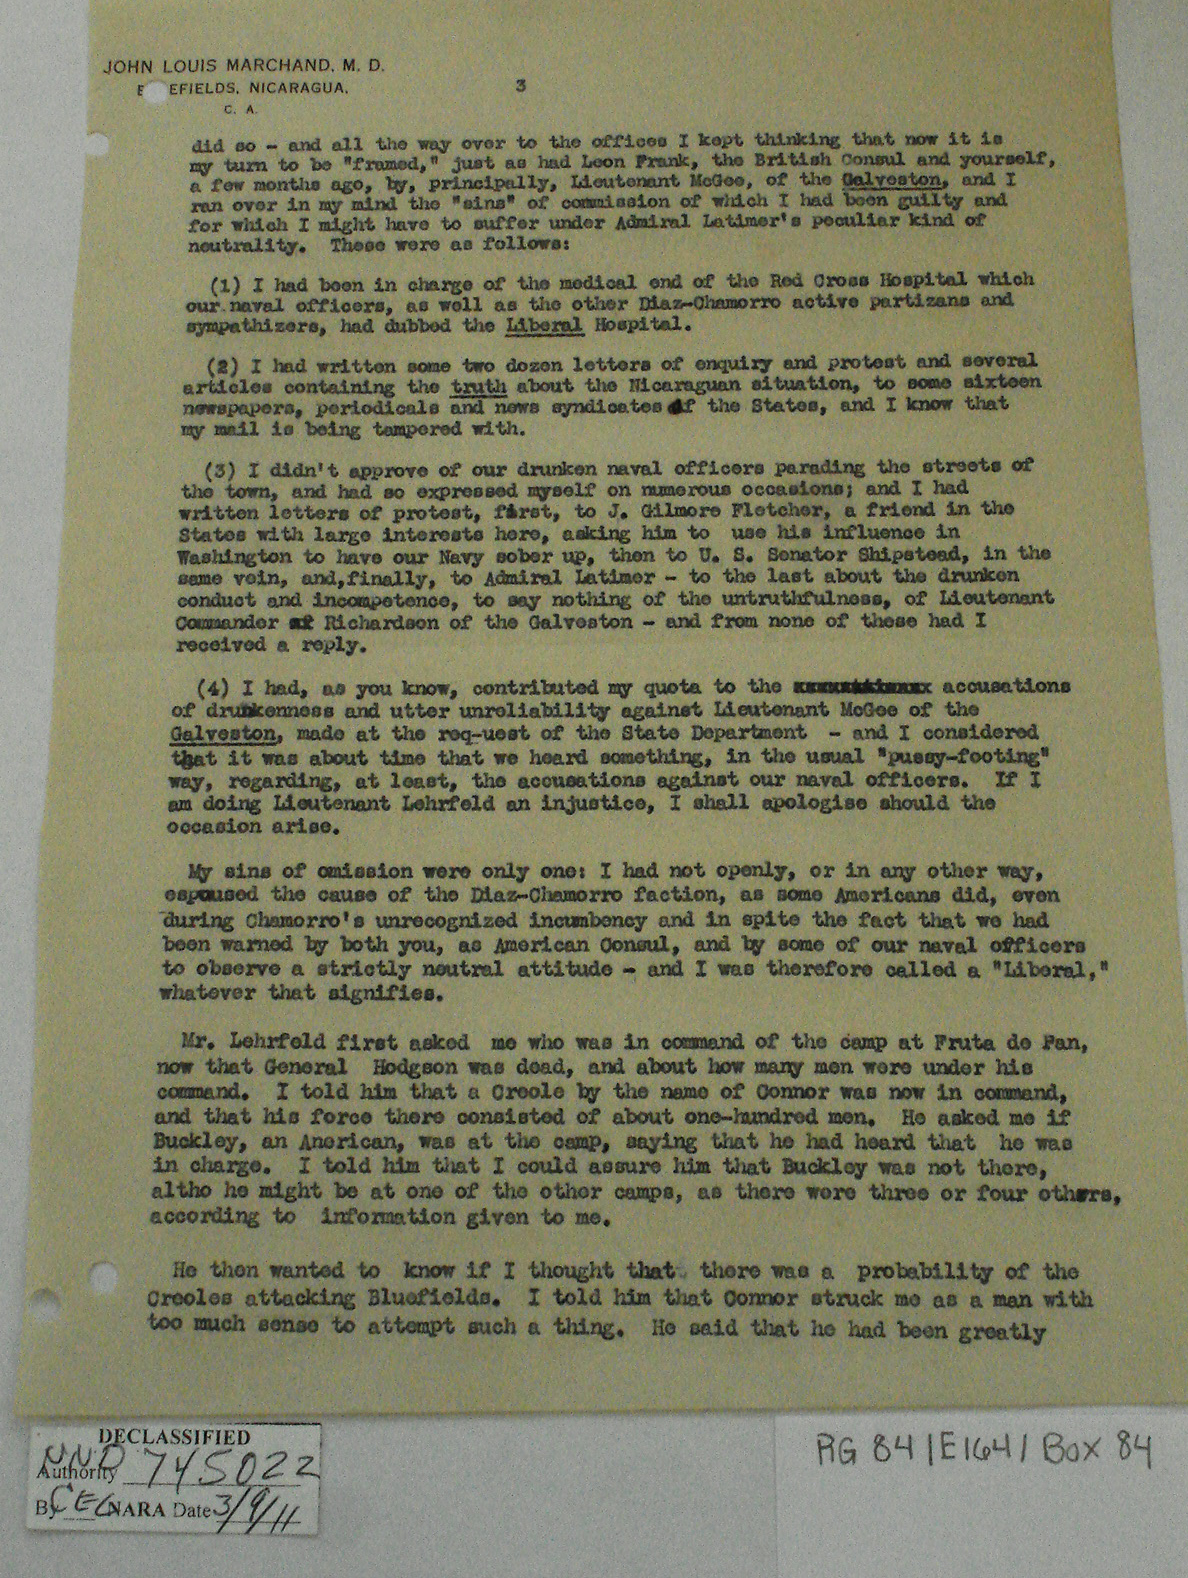 JOHN LOUIS MARCHAND, M. D.
B EFIELDS, NICARAGUA,
C. A.
3
did so - and all the way over to the offices I kept thinking that now it is
my turn to be "framed," just as had Leon Frank, the British Consul and yourself,
a few months ago, by, principally, Lieutenant McGee, of the Galveston, and I
ran over in my mind the "sins" of commission of which I had been guilty and
for which I might have to suffer under Admiral Latimer's peculiar kind of
neutrality. These were as follows:
(1) I had been in charge of the medical end of the Red Cross Hospital which
our naval officers, as well as the other Diaz-Chamorro active partizans and
sympathizers, had dubbed the Liberal Hospital.
(2) I had written some two dozen letters of enquiry and protest and several
articles containing the truth about the Nicaraguan situation, to some sixteen
newspapers, periodicals and news syndicates of the States, and I know that
my mail is being tampered with.
(3) I didn't approve of our drunken naval officers parading the streets of
the town, and had so expressed myself on numerous occasions; and I had
written letters of protest, first, to J. Gilmore Fletcher, a friend in the
States with large interests here, asking him to use his influence in
Washington to have our Navy sober up, then to U. S. Senator Shipstead, in the
same vein, and, finally, to Admiral Latimer - to the last about the drunken
conduct and incompetence, to say nothing of the untruthfulness, of Lieutenant
Commander Richardson of the Galveston - and from none of these had I
received a reply.
(4) I had, as you know, contributed my quota to the accusations
of drunkenness and utter unreliability against Lieutenant McGee of the
Galveston, made at the req-uest of the State Department - and I considered
that it was about time that we heard something, in the usual "pussy-footing"
way, regarding, at least, the accusations against our naval officers. If I
am doing Lieutenant Lehrfeld an injustice, I shall apologise should the
occasion arise.
My sins of omission were only one: I had not openly, or in any other way,
espoused the cause of the Diaz-Chamorro faction, as some Americans did, even
during Chamorro's unrecognized incumbency and in spite the fact that we had
been warned by both you, as American Consul, and by some of our naval officers
to observe a strictly neutral attitude - and I was therefore called a "Liberal,"
whatever that signifies.
Mr. Lehrfeld first asked me who was in command of the camp at Fruta de Pan,
now that General Hodgson was dead, and about how many men were under his
command. I told him that a Creole by the name of Connor was now in command,
and that his force there consisted of about one-hundred men. He asked me if
Buckley, an American, was at the camp, saying that he had heard that he was
in charge. I told him that I could assure him that Buckley was not there,
altho he might be at one of the other camps, as there were three or four others,
according to information given to me.
He then wanted to know if I thought that there was a probability of the
Creoles attacking Bluefields. I told him that Connor struck me as a man with
too much sense to attempt such a thing. He said that he had been greatly
DECLASSIFIED
Authority NND 745022
By CEG NARA Date 3/9/11
RG 84/E164/ Box 84